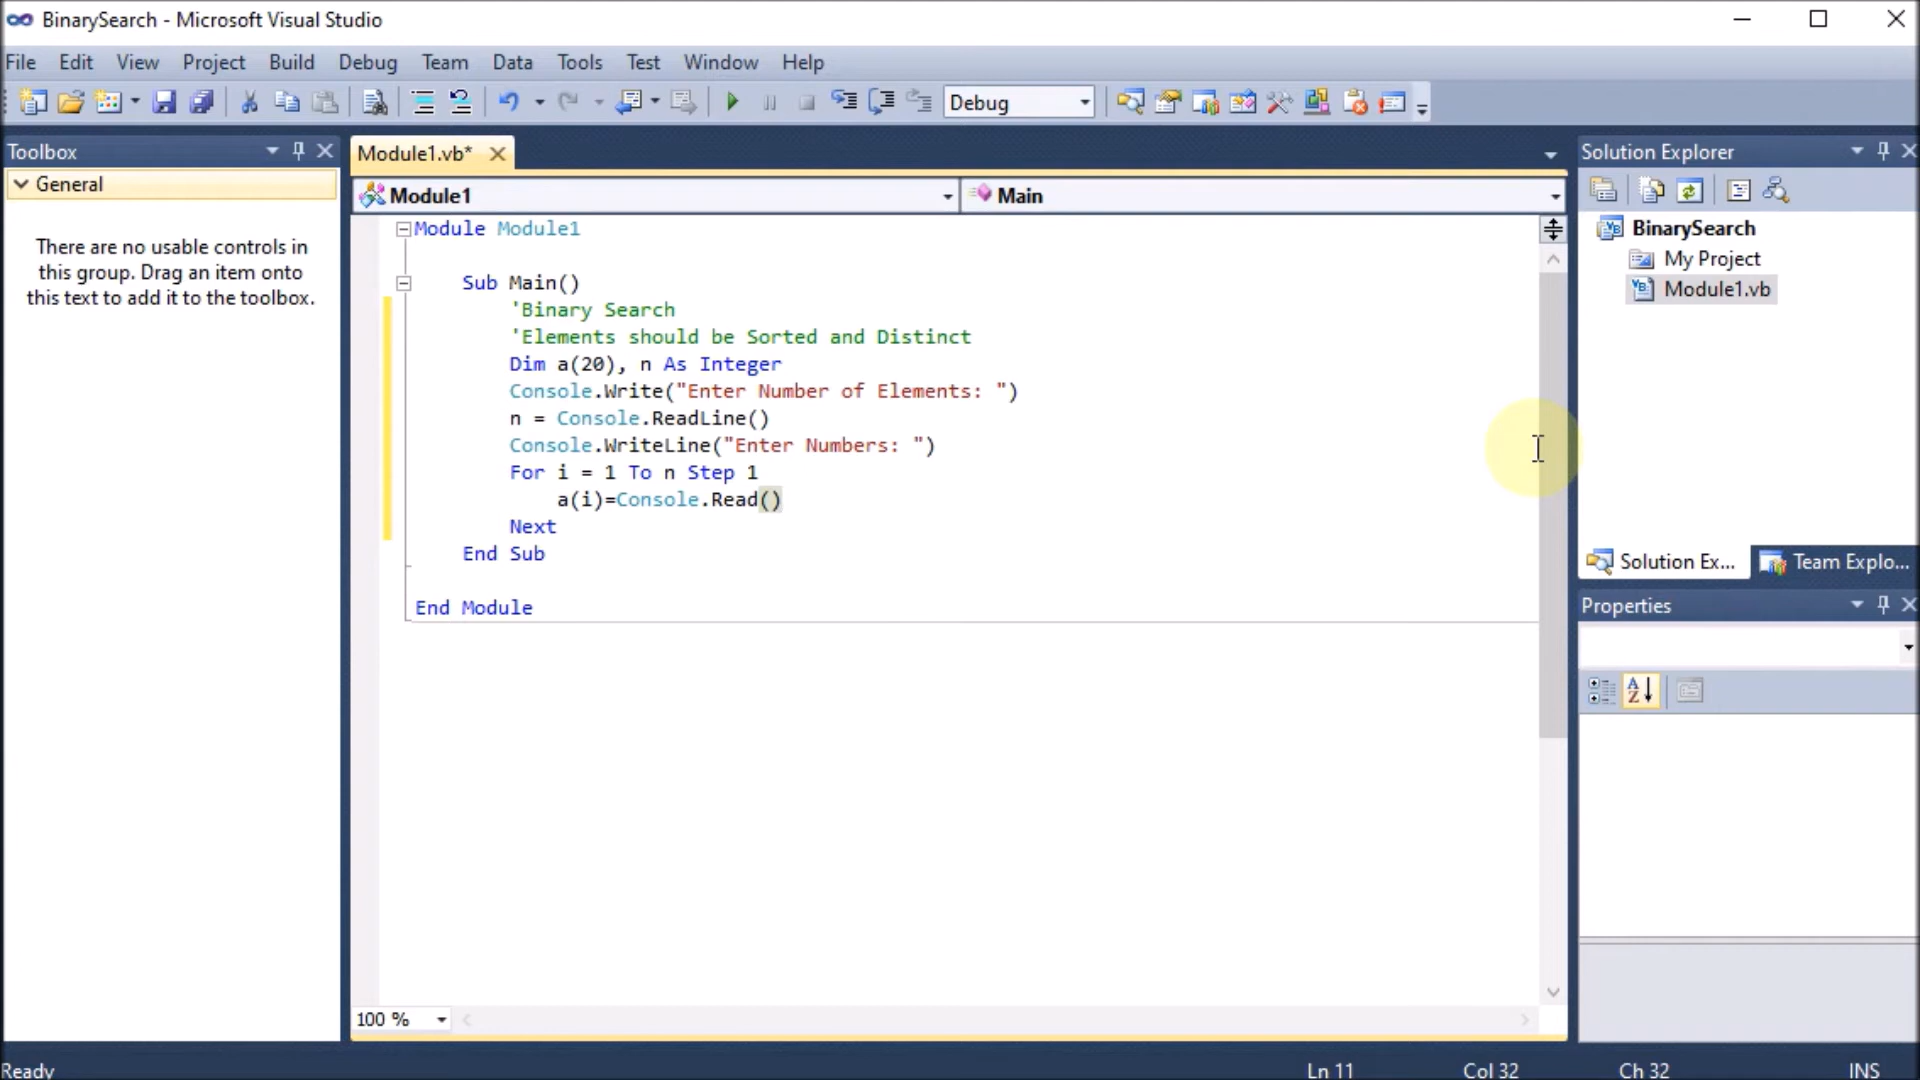 BinarySearch - Microsoft Visual Studio
File Edit View Project Build Debug Team Data Tools Test Window Help
Debug
Toolbox
General
There are no usable controls in
this group. Drag an item onto
this text to add it to the toolbox.
Module1.vb*
Module1 Main
Module Module1
Sub Main()
'Binary Search
'Elements should be Sorted and Distinct
Dim a(20), n As Integer
Console.Write("Enter Number of Elements: ")
n = Console.ReadLine()
Console.WriteLine("Enter Numbers: ")
For i = 1 To n Step 1
a(i)=Console.Read()
Next
End Sub
End Module
100 %
Solution Explorer
BinarySearch
My Project
Module1.vb
Solution Ex... Team Explo...
Properties
Ready Ln 11 Col 32 Ch 32 INS